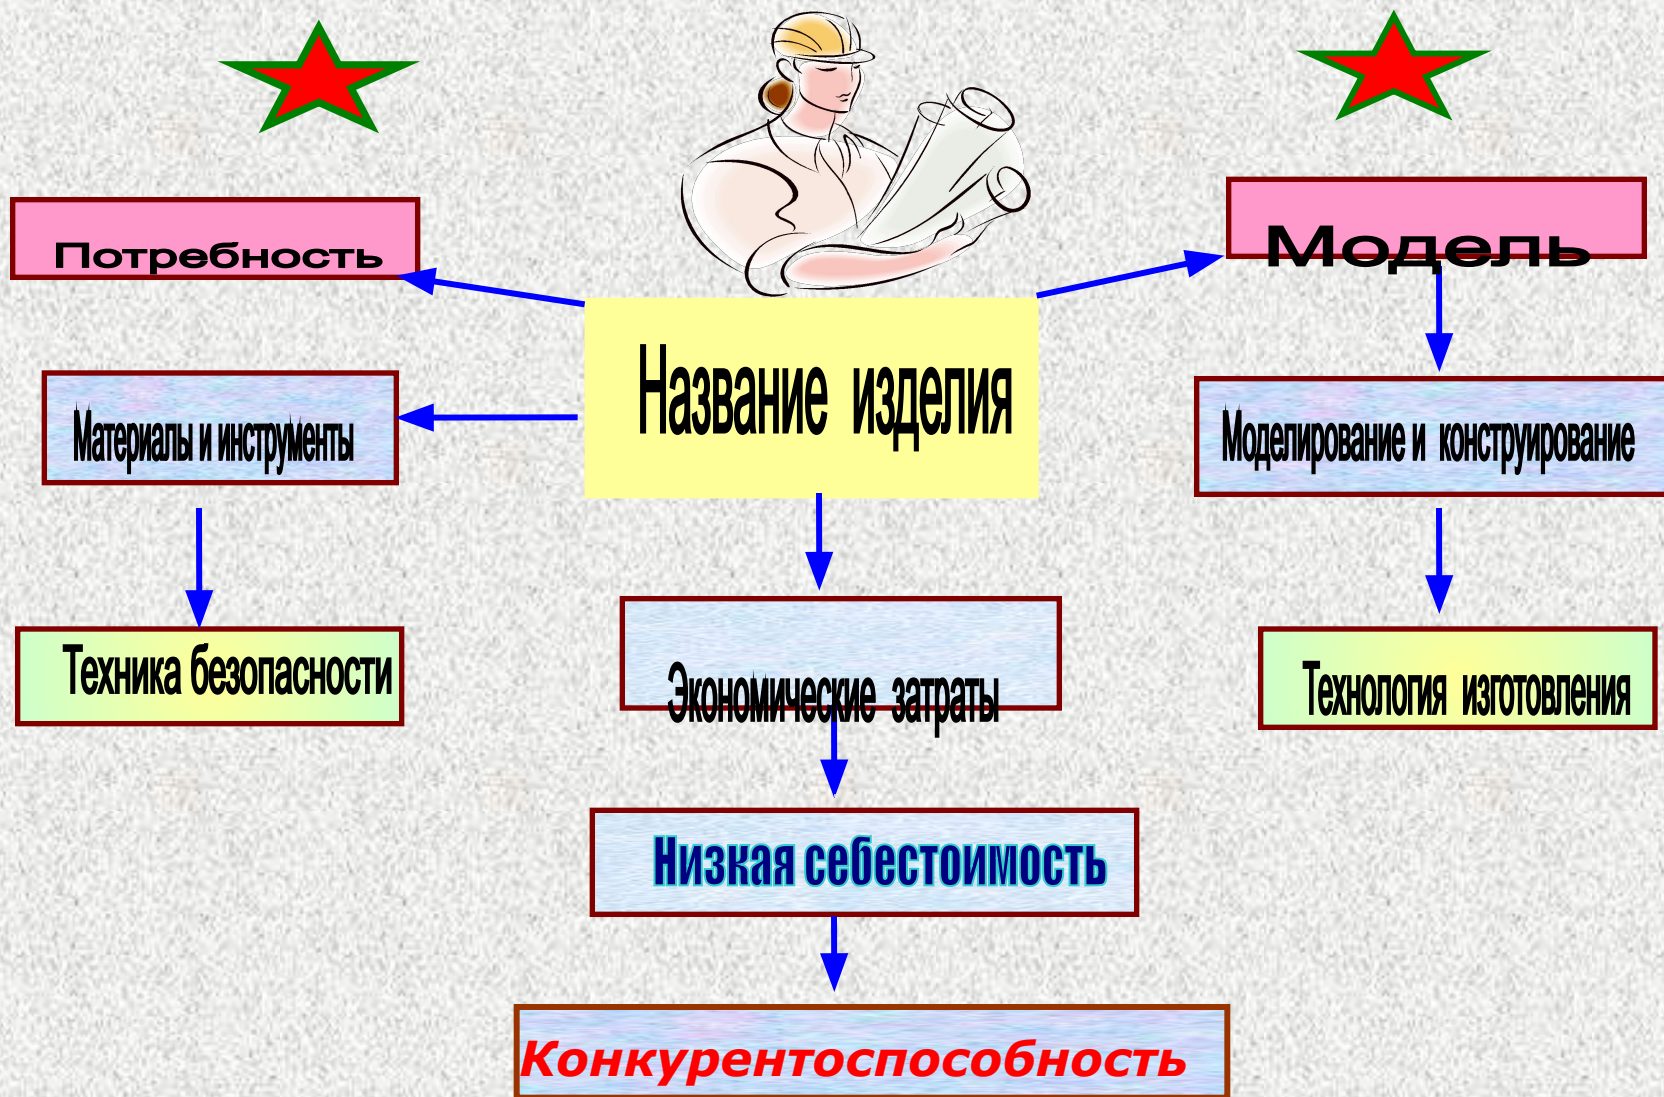 Потребность
Модель
Название изделия
Материалы и инструменты
Моделирование и конструирование
Техника безопасности
Экономические затраты
Технология изготовления
Низкая себестоимость
Конкурентоспособность